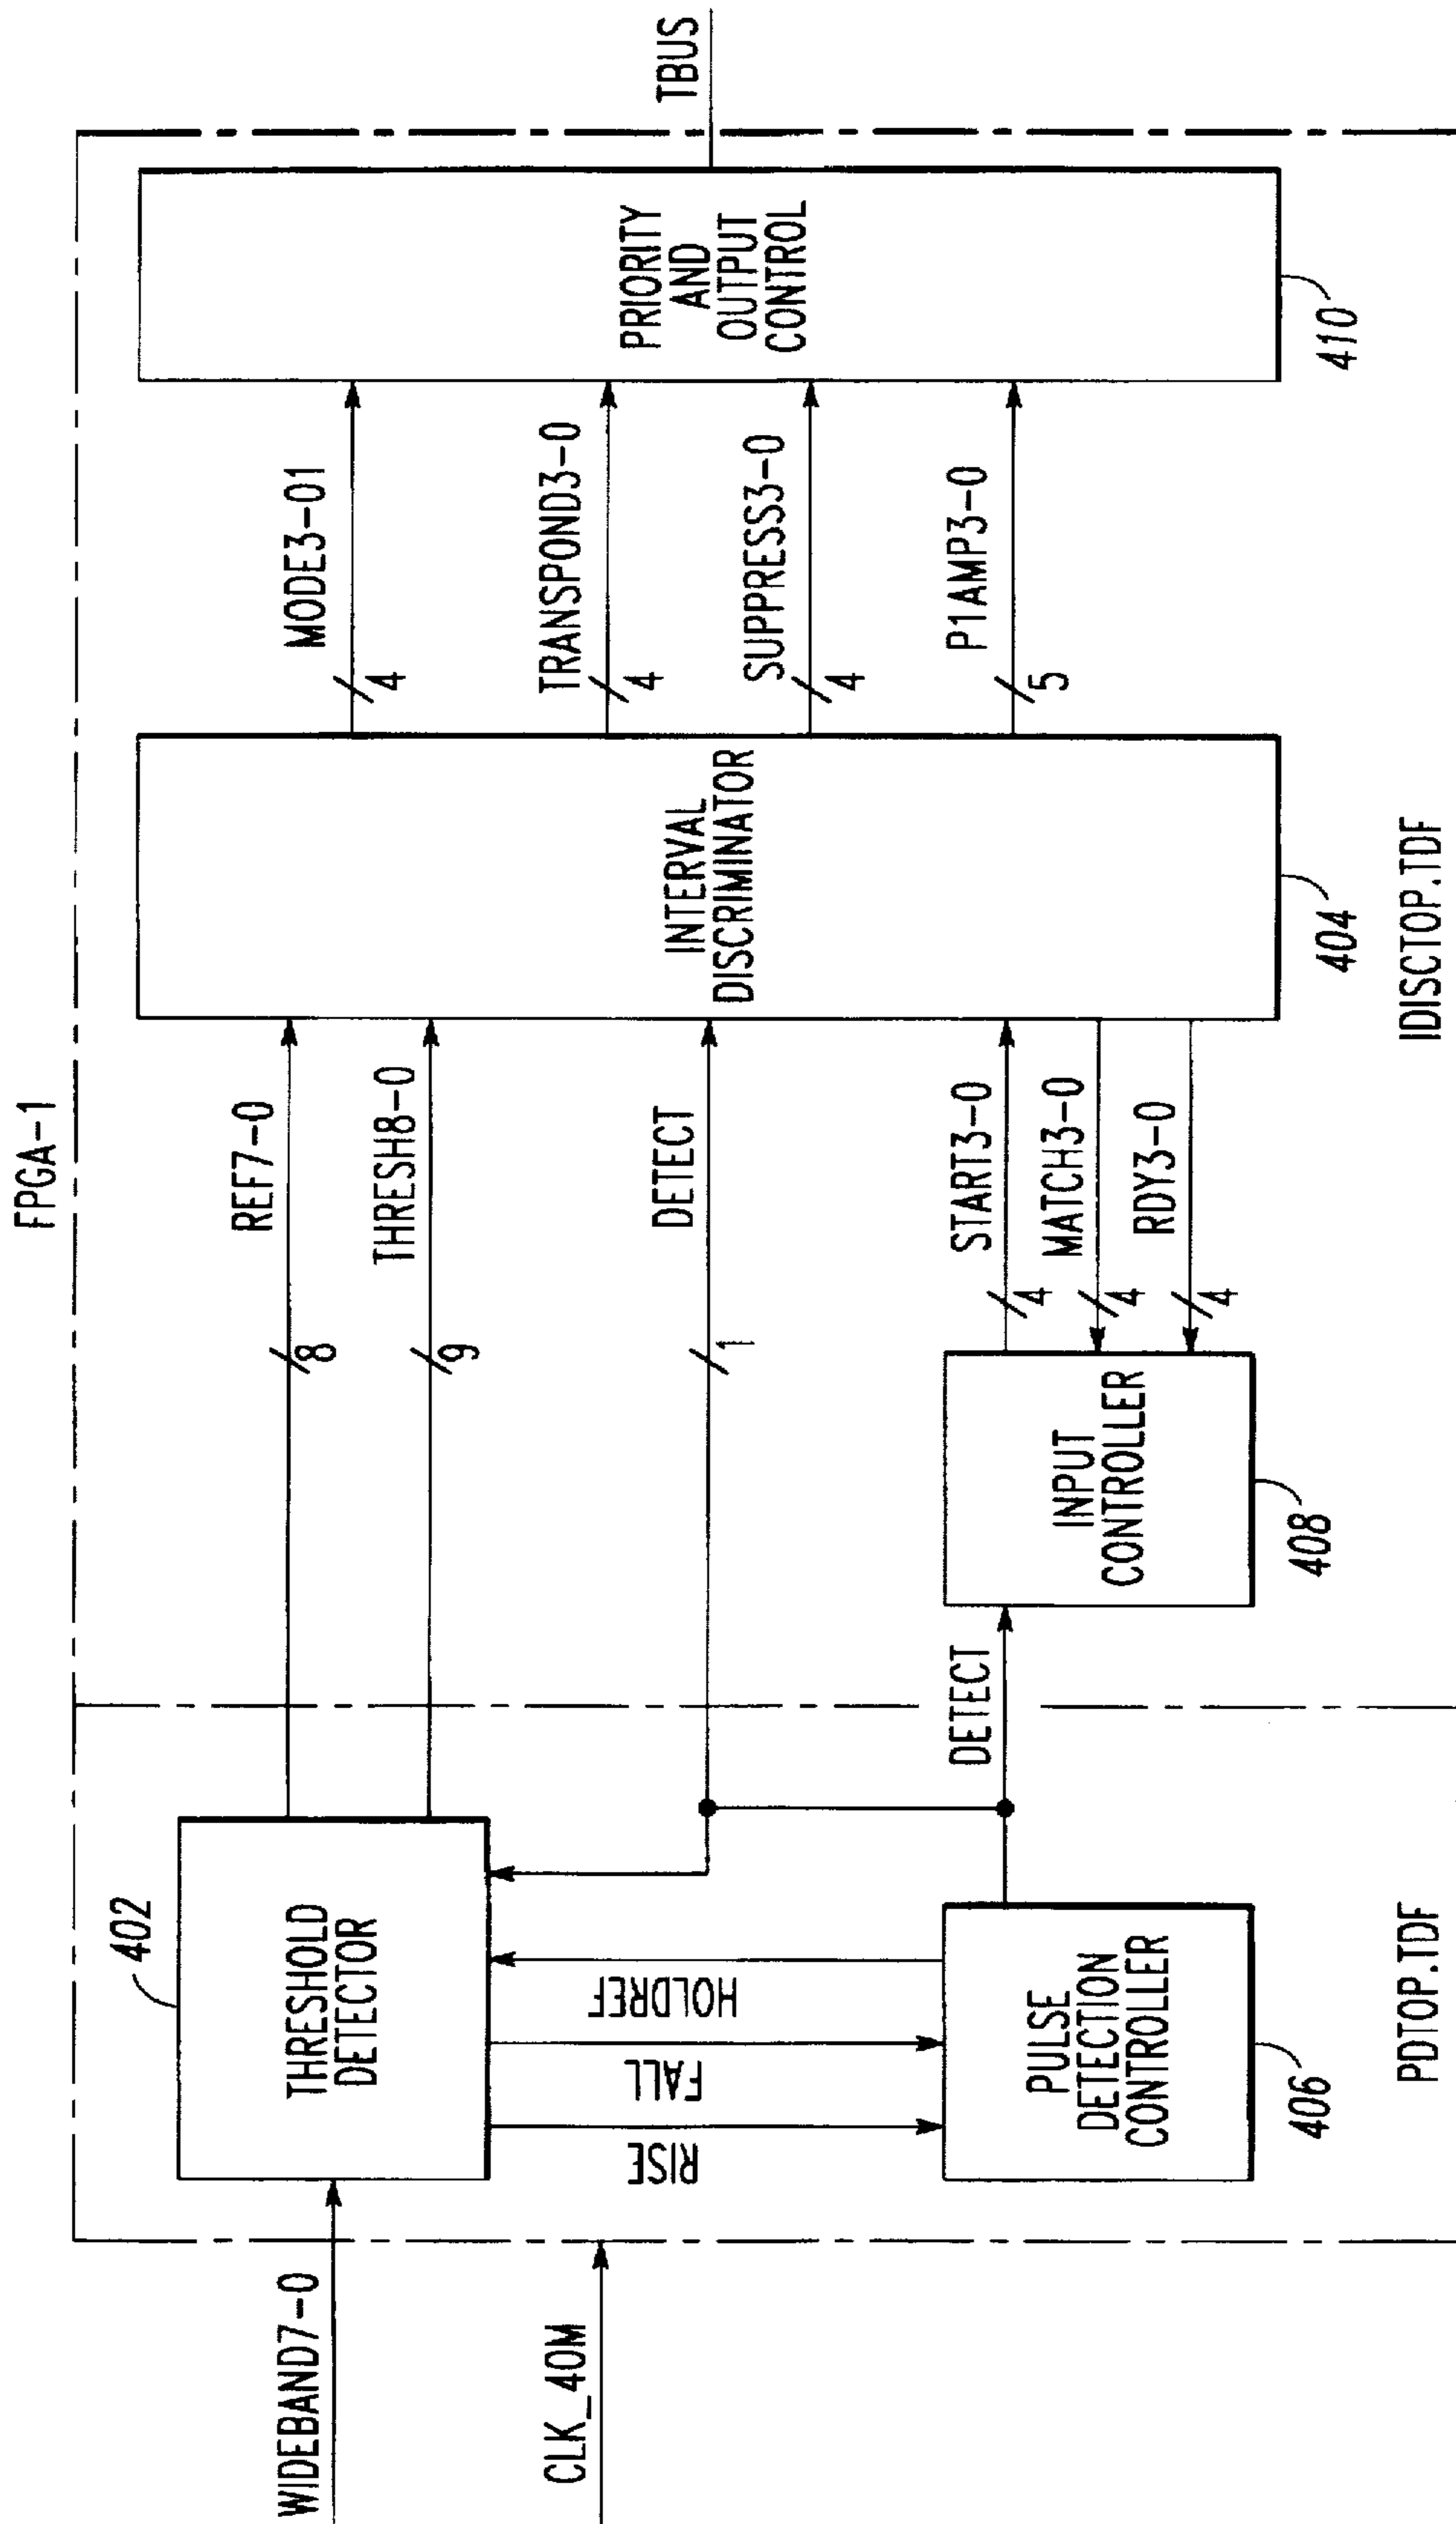 FPGA-1
WIDEBAND7-0
CLK_40M
402
THRESHOLD
DETECTOR
RISE
FALL
HOLDREF
PULSE
DETECTION
CONTROLLER
406
PDTOP.TDF
REF7-0
8
THRESH8-0
9
DETECT
1
DETECT
INPUT
CONTROLLER
408
START3-0
4
MATCH3-0
4
RDY3-0
4
INTERVAL
DISCRIMINATOR
404
IDISCTOP.TDF
MODE3-01
4
TRANSPOND3-0
4
SUPPRESS3-0
4
P1AMP3-0
5
PRIORITY
AND
OUTPUT
CONTROL
410
TBUS